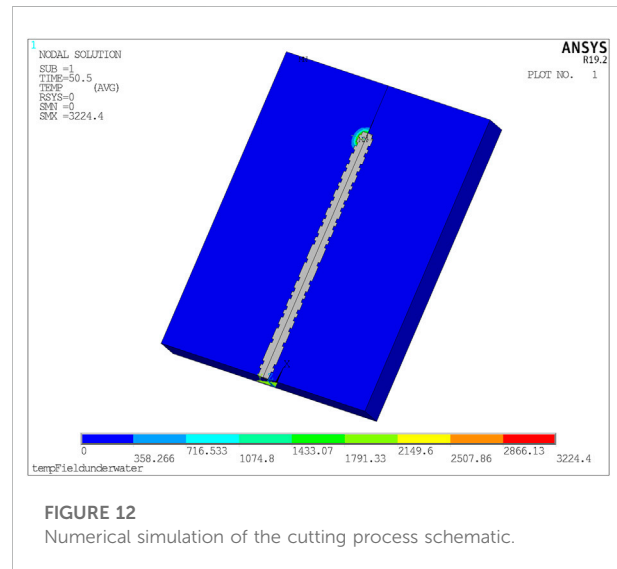 1
NODAL SOLUTION
SUB =1
TIME=50.5
TEMP (AVG)
RSYS=0
SMN =0
SMX =3224.4
ANSYS
R19.2
PLOT NO. 1
0 358.266 716.533 1074.8 1433.07 1791.33 2149.6 2507.86 2866.13 3224.4
tempFieldunderwater
FIGURE 12
Numerical simulation of the cutting process schematic.